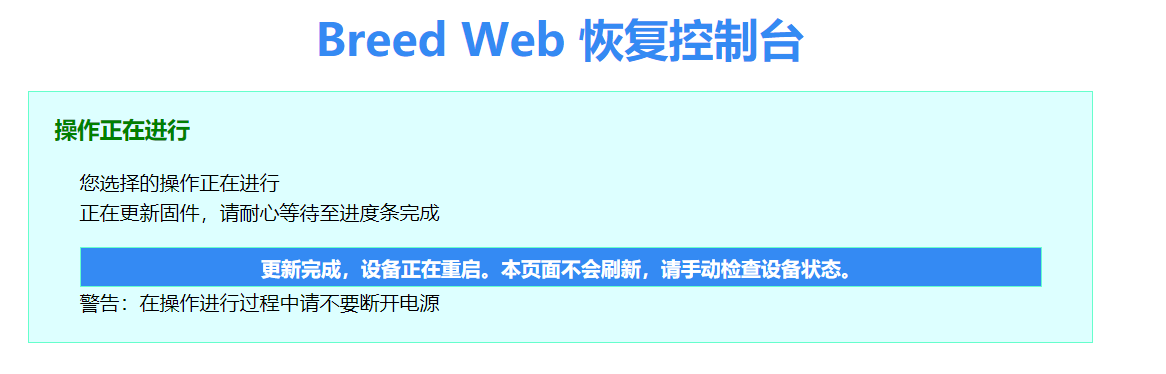 Breed Web 恢复控制台
操作正在进行
您选择的操作正在进行
正在更新固件，请耐心等待至进度条完成
更新完成，设备正在重启。本页面不会刷新，请手动检查设备状态。
警告：在操作进行过程中请不要断开电源